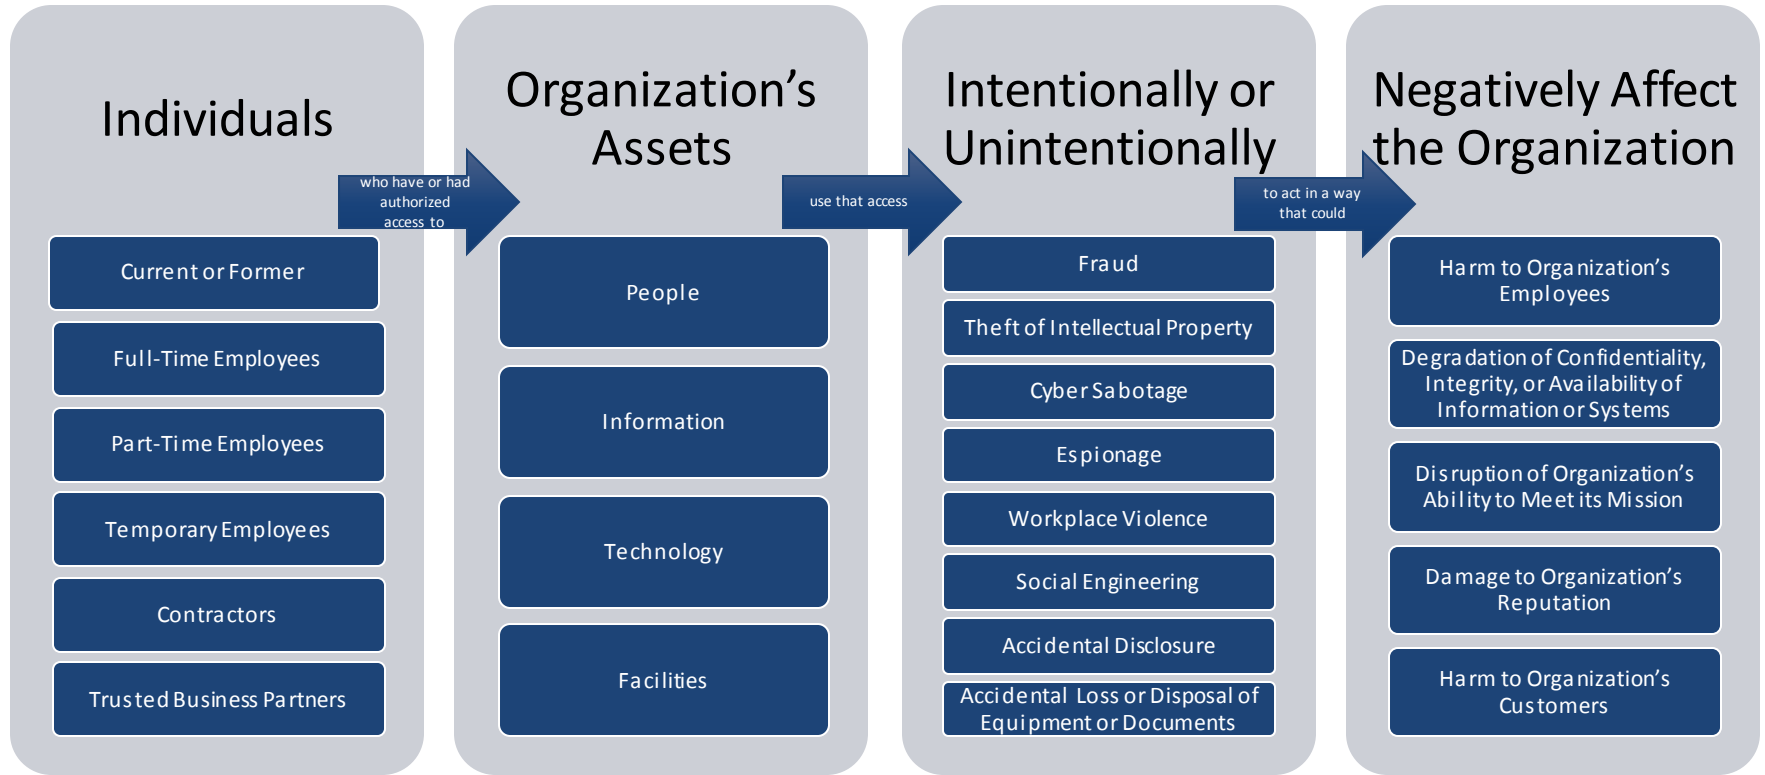 Individuals
who have or had
authorized
access to
Current or Former
Full-Time Employees
Part-Time Employees
Temporary Employees
Contractors
Trusted Business Partners
Organization’s
Assets
use that access
People
Information
Technology
Facilities
Intentionally or
Unintentionally
to act in a way
that could
Fraud
Theft of Intellectual Property
Cyber Sabotage
Espionage
Workplace Violence
Social Engineering
Accidental Disclosure
Accidental Loss or Disposal of
Equipment or Documents
Negatively Affect
the Organization
Harm to Organization’s
Employees
Degradation of Confidentiality,
Integrity, or Availability of
Information or Systems
Disruption of Organization’s
Ability to Meet its Mission
Damage to Organization’s
Reputation
Harm to Organization’s
Customers